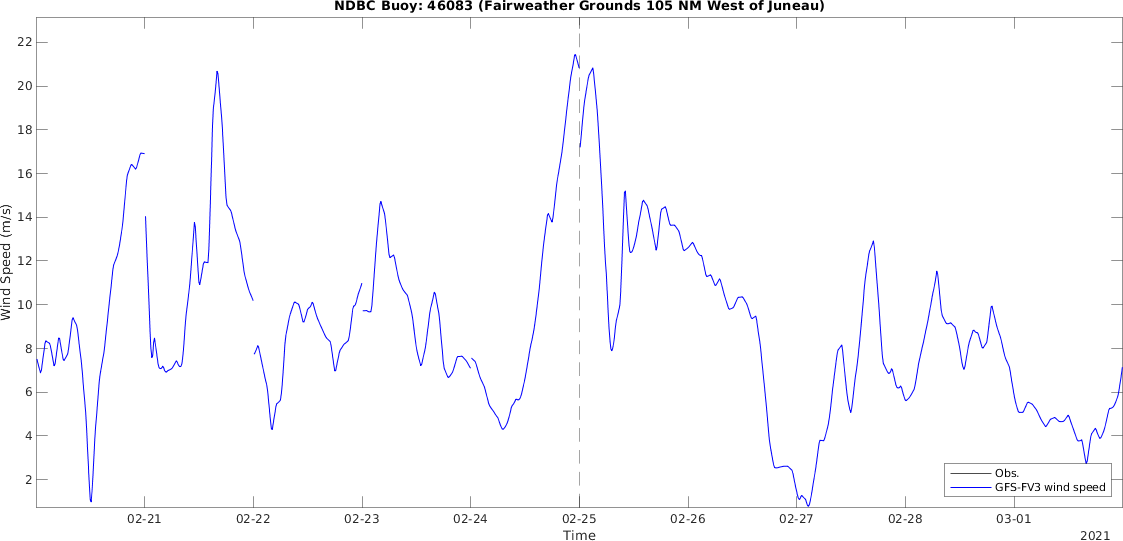 NDBC Buoy: 46083 (Fairweather Grounds 105 NM West of Juneau)
22
20
18
16
14
12
10
8
6
4
2
Wind Speed (m/s)
Obs.
GFS-FV3 wind speed
02-21 02-22 02-23 02-24 02-25 02-26 02-27 02-28 03-01
Time
2021